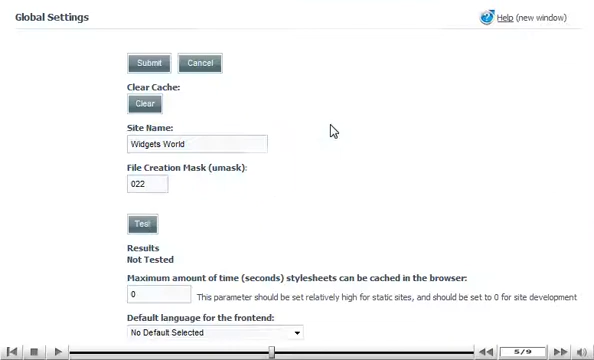 Global Settings
Help (new window)
Submit Cancel
Clear Cache:
Clear
Site Name:
Widgets World
File Creation Mask (umask):
022
Test
Results
Not Tested
Maximum amount of time (seconds) stylesheets can be cached in the browser:
0 This parameter should be set relatively high for static sites, and should be set to 0 for site development
Default language for the frontend:
No Default Selected
5/9